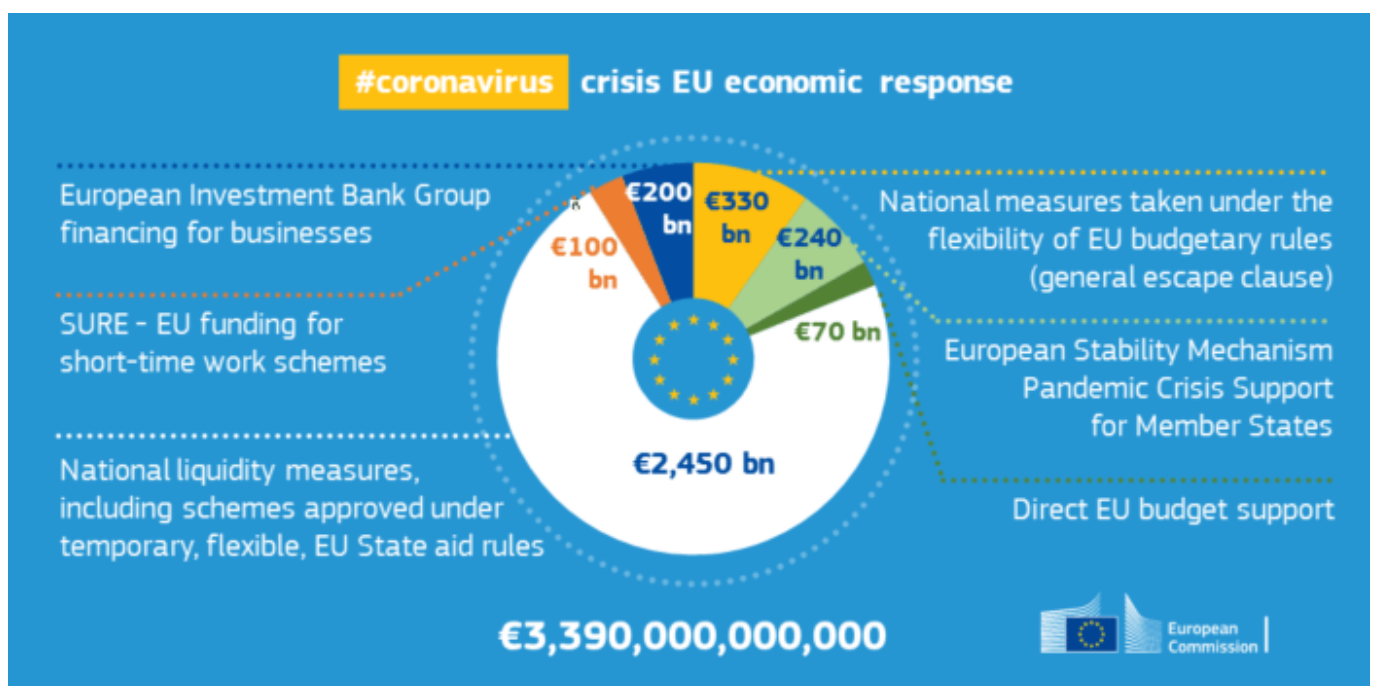 #coronavirus crisis EU economic response
European Investment Bank Group
financing for businesses
SURE - EU funding for
short-time work schemes
National liquidity measures,
including schemes approved under
temporary, flexible, EU State aid rules
€200
bn
€330
bn
€240
bn
€100
bn
€70 bn
€2,450 bn
National measures taken under the
flexibility of EU budgetary rules
(general escape clause)
European Stability Mechanism
Pandemic Crisis Support
for Member States
Direct EU budget support
€3,390,000,000,000
European
Commission